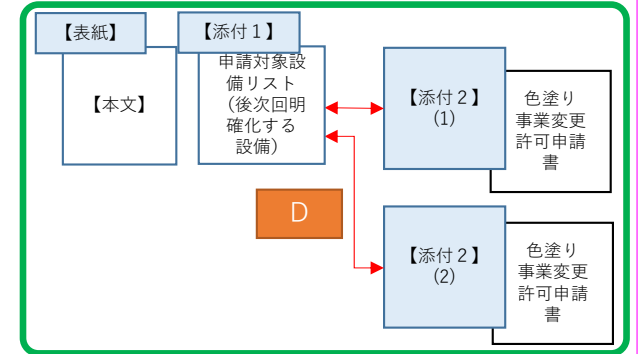 【表紙】
【本文】
【添付１】
申請対象設
備リスト
（後次回明
確化する
設備）
【添付２】
(1)
色塗り
事業変更
許可申請
書
D
【添付２】
(2)
色塗り
事業変更
許可申請
書